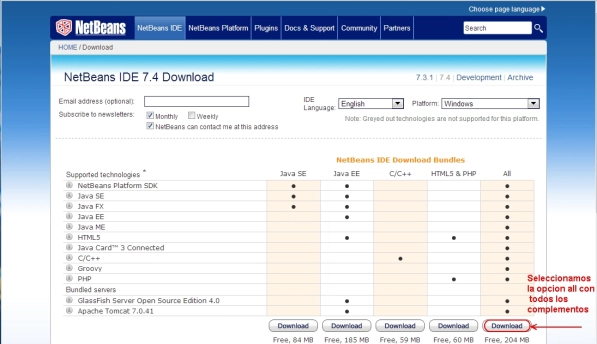 Choose page language
NetBeans
NetBeans IDE
NetBeans Platform
Plugins
Docs & Support
Community
Partners
Search
HOME / Download
NetBeans IDE 7.4 Download
7.3.1 | 7.4 | Development | Archive
Email address (optional):
IDE Language: English
Platform: Windows
Subscribe to newsletters: Monthly Weekly
NetBeans can contact me at this address
Note: Greyed out technologies are not supported for this platform.
NetBeans IDE Download Bundles
Supported technologies * Java SE Java EE C/C++ HTML5 & PHP All
NetBeans Platform SDK
Java SE
Java FX
Java EE
Java ME
HTML5
Java Card™ 3 Connected
C/C++
Groovy
PHP
Bundled servers
GlassFish Server Open Source Edition 4.0
Apache Tomcat 7.0.41
Seleccionamos
la opcion all con
todos los
complementos
Download Download Download Download Download
Free, 84 MB Free, 185 MB Free, 59 MB Free, 60 MB Free, 204 MB